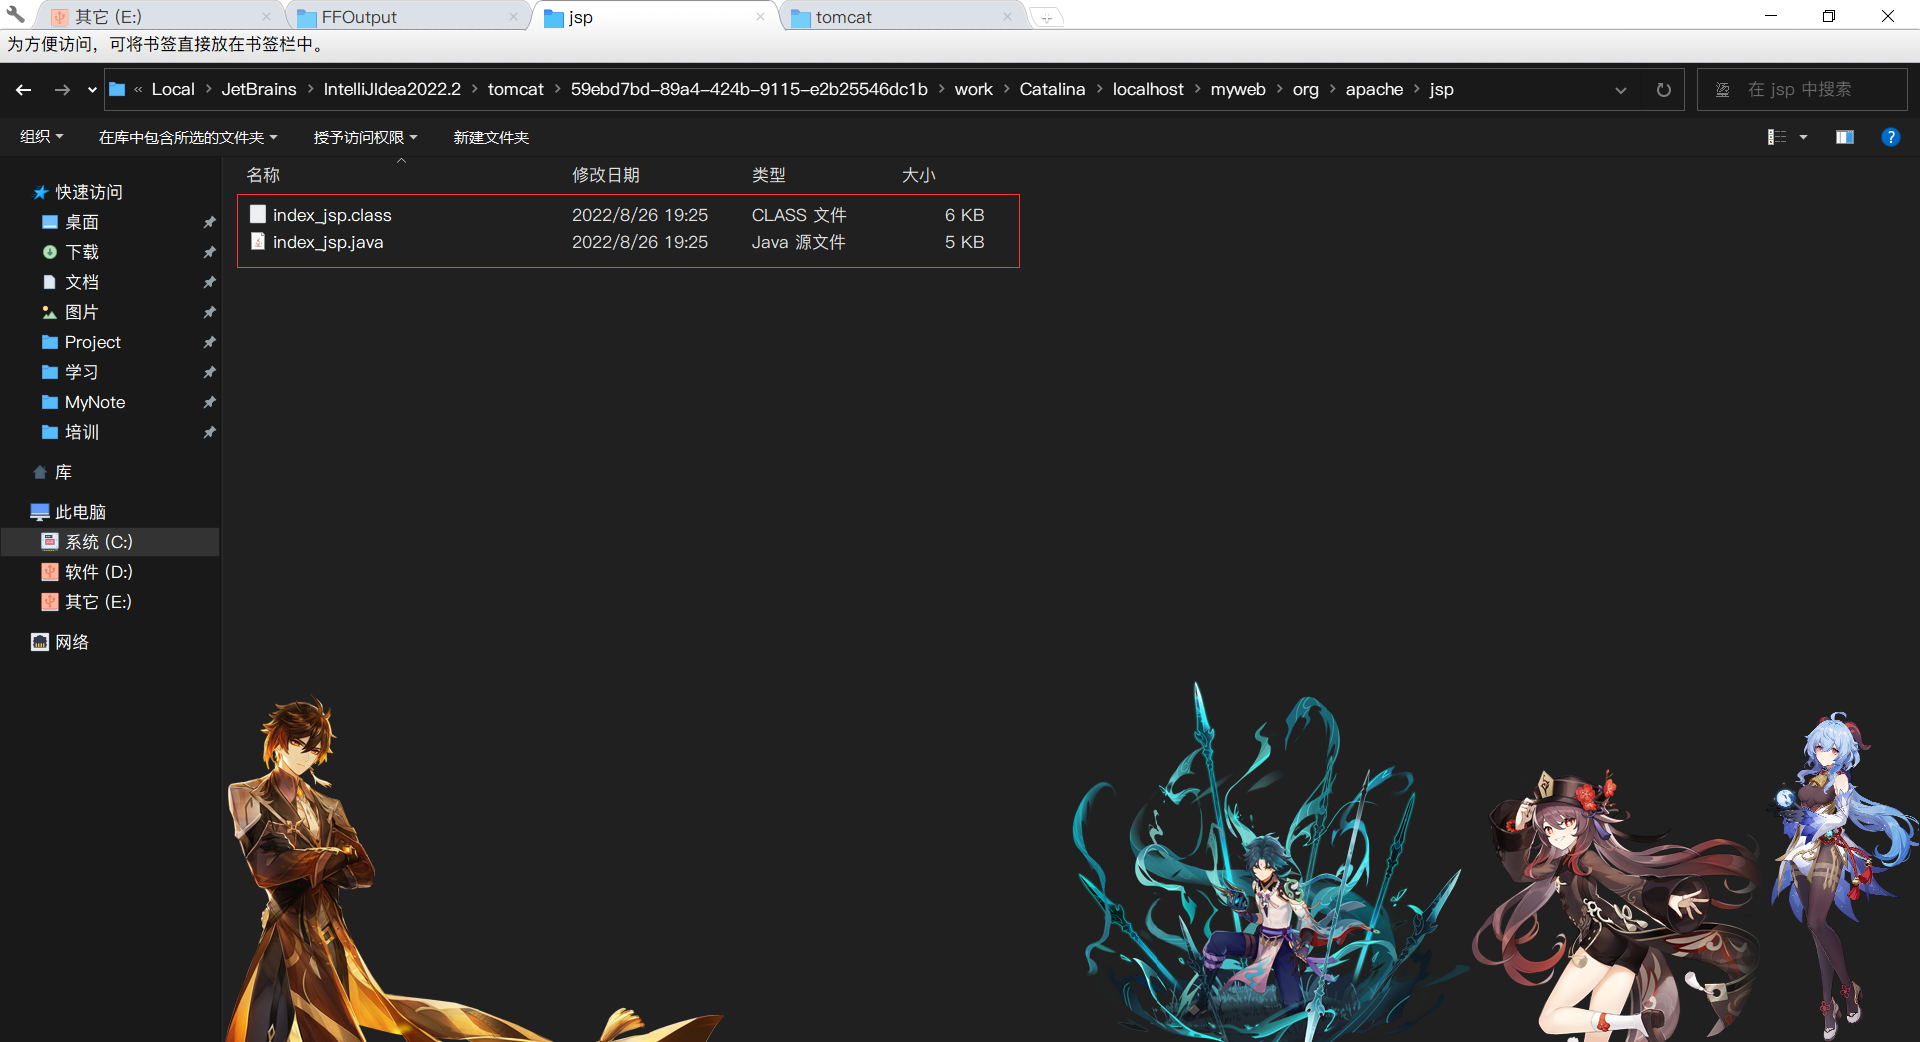 其它 (E:)
FFOutput
jsp
tomcat
为方便访问，可将书签直接放在书签栏中。
« Local › JetBrains › IntelliJIdea2022.2 › tomcat › 59ebd7bd-89a4-424b-9115-e2b25546dc1b › work › Catalina › localhost › myweb › org › apache › jsp
在 jsp 中搜索
组织 在库中包含所选的文件夹 授予访问权限 新建文件夹
名称 修改日期 类型 大小
index_jsp.class 2022/8/26 19:25 CLASS 文件 6 KB
index_jsp.java 2022/8/26 19:25 Java 源文件 5 KB
快速访问
桌面
下载
文档
图片
Project
学习
MyNote
培训
库
此电脑
系统 (C:)
软件 (D:)
其它 (E:)
网络